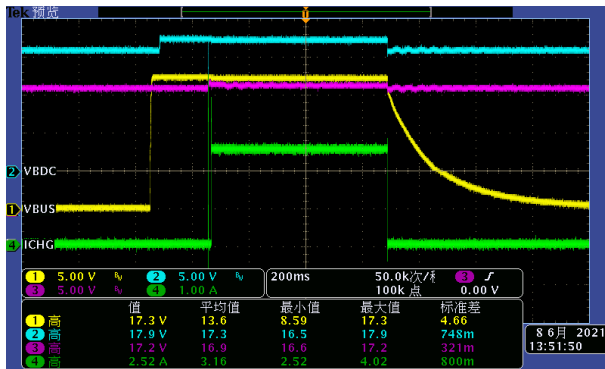 Tek 预览
U
2 VBDC
1 VBUS
4 ICHG
1 5.00 V 2 5.00 V 200ms 50.0k次/秒 3
3 5.00 V 4 1.00 A 100k 点 0.00 V
值 平均值 最小值 最大值 标准差
1 高 17.3 V 13.6 8.59 17.3 4.66
2 高 17.9 V 17.3 16.5 17.9 748m
3 高 17.2 V 16.9 16.6 17.2 321m
4 高 2.52 A 3.16 2.52 4.02 800m
8 6月 2021
13:51:50